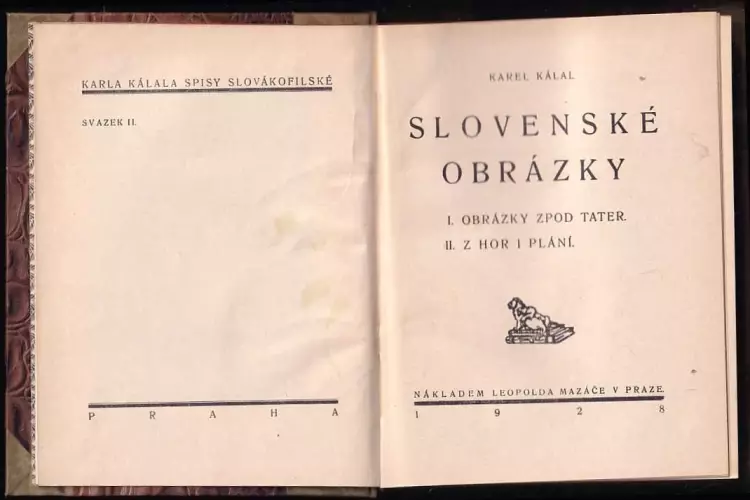 KARLA KÁLALA SPISY SLOVÁKOFILSKÉ
SVAZEK II.
PRAHA
KAREL KÁLAL
SLOVENSKÉ
OBRÁZKY
I. OBRÁZKY ZPOD TATER.
II. Z HOR I PLÁNÍ.
NÁKLADEM LEOPOLDA MAZÁČE V PRAZE.
1928